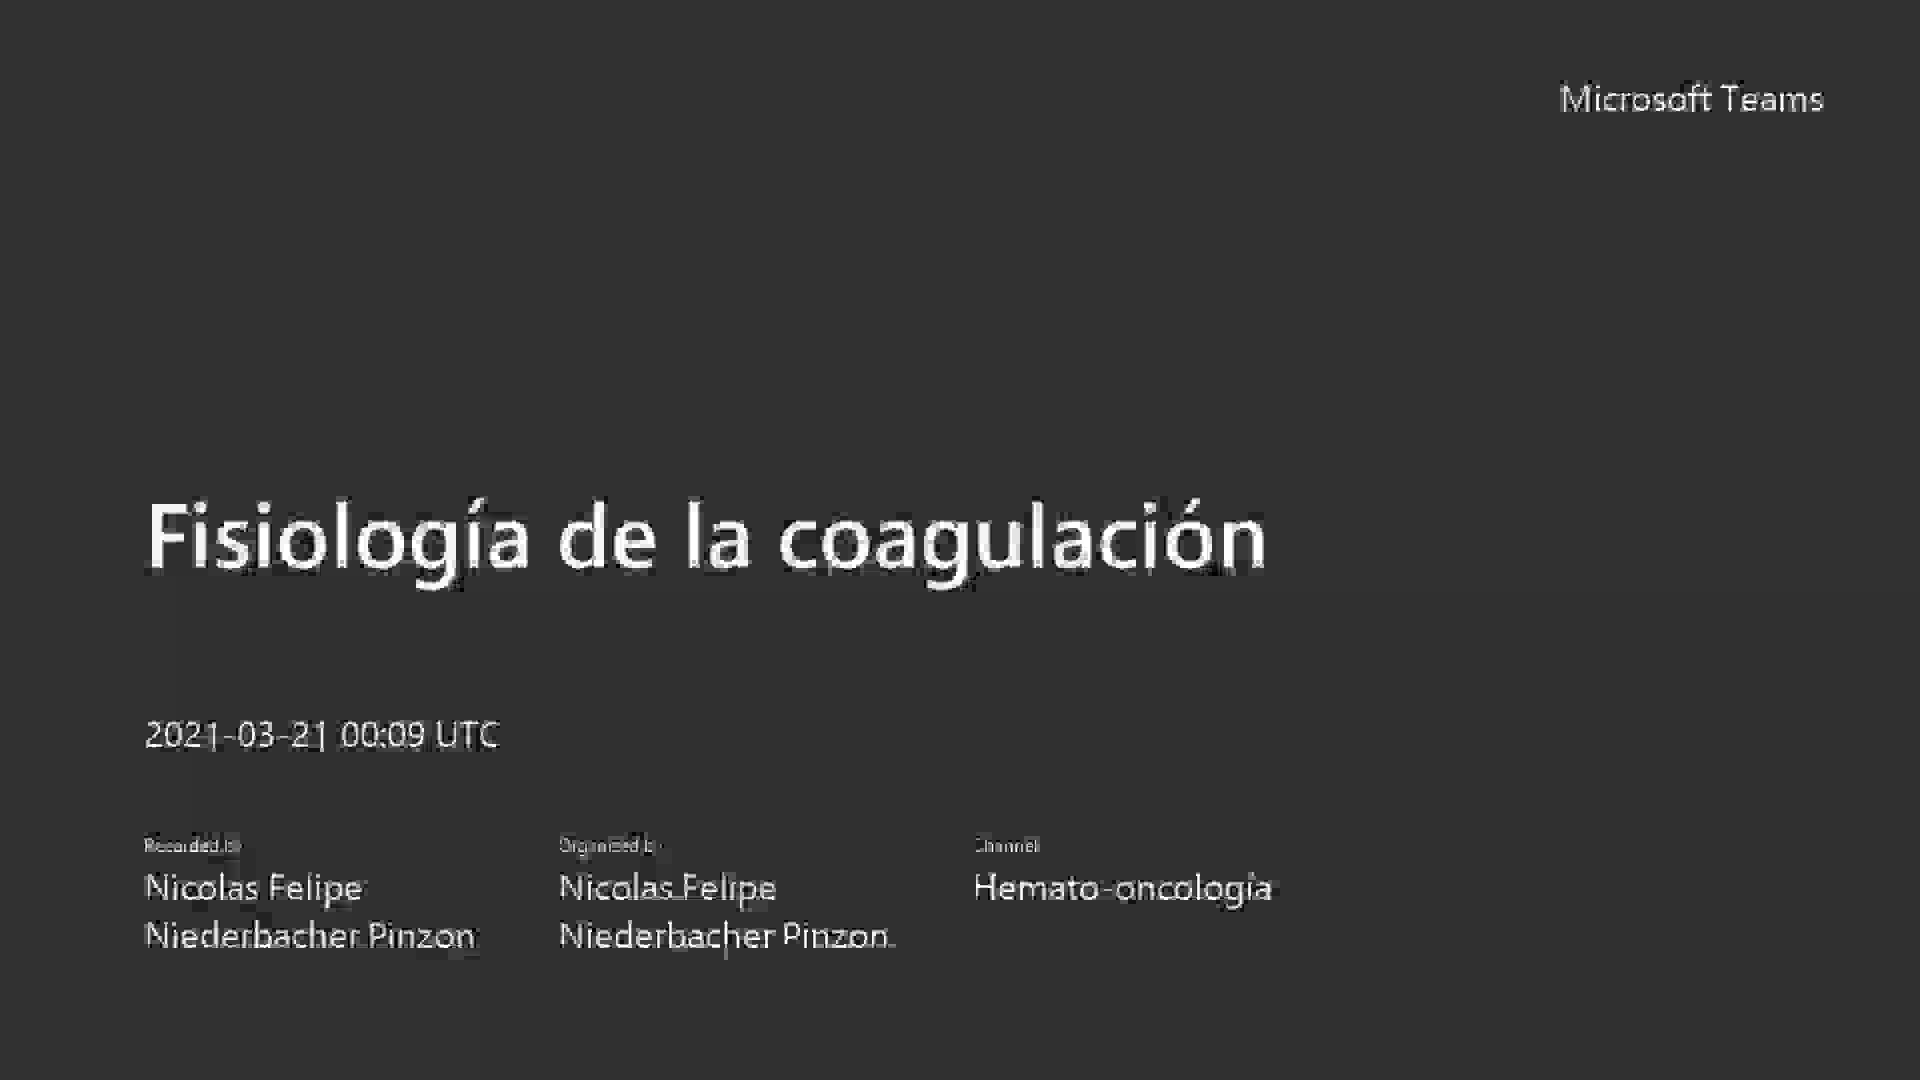 Microsoft Teams
Fisiología de la coagulación
2021-03-21 00:09 UTC
Recorded by
Organized by
Channel
Nicolas Felipe
Nicolas Felipe
Hemato-oncología
Niederbacher Pinzon
Niederbacher Pinzon